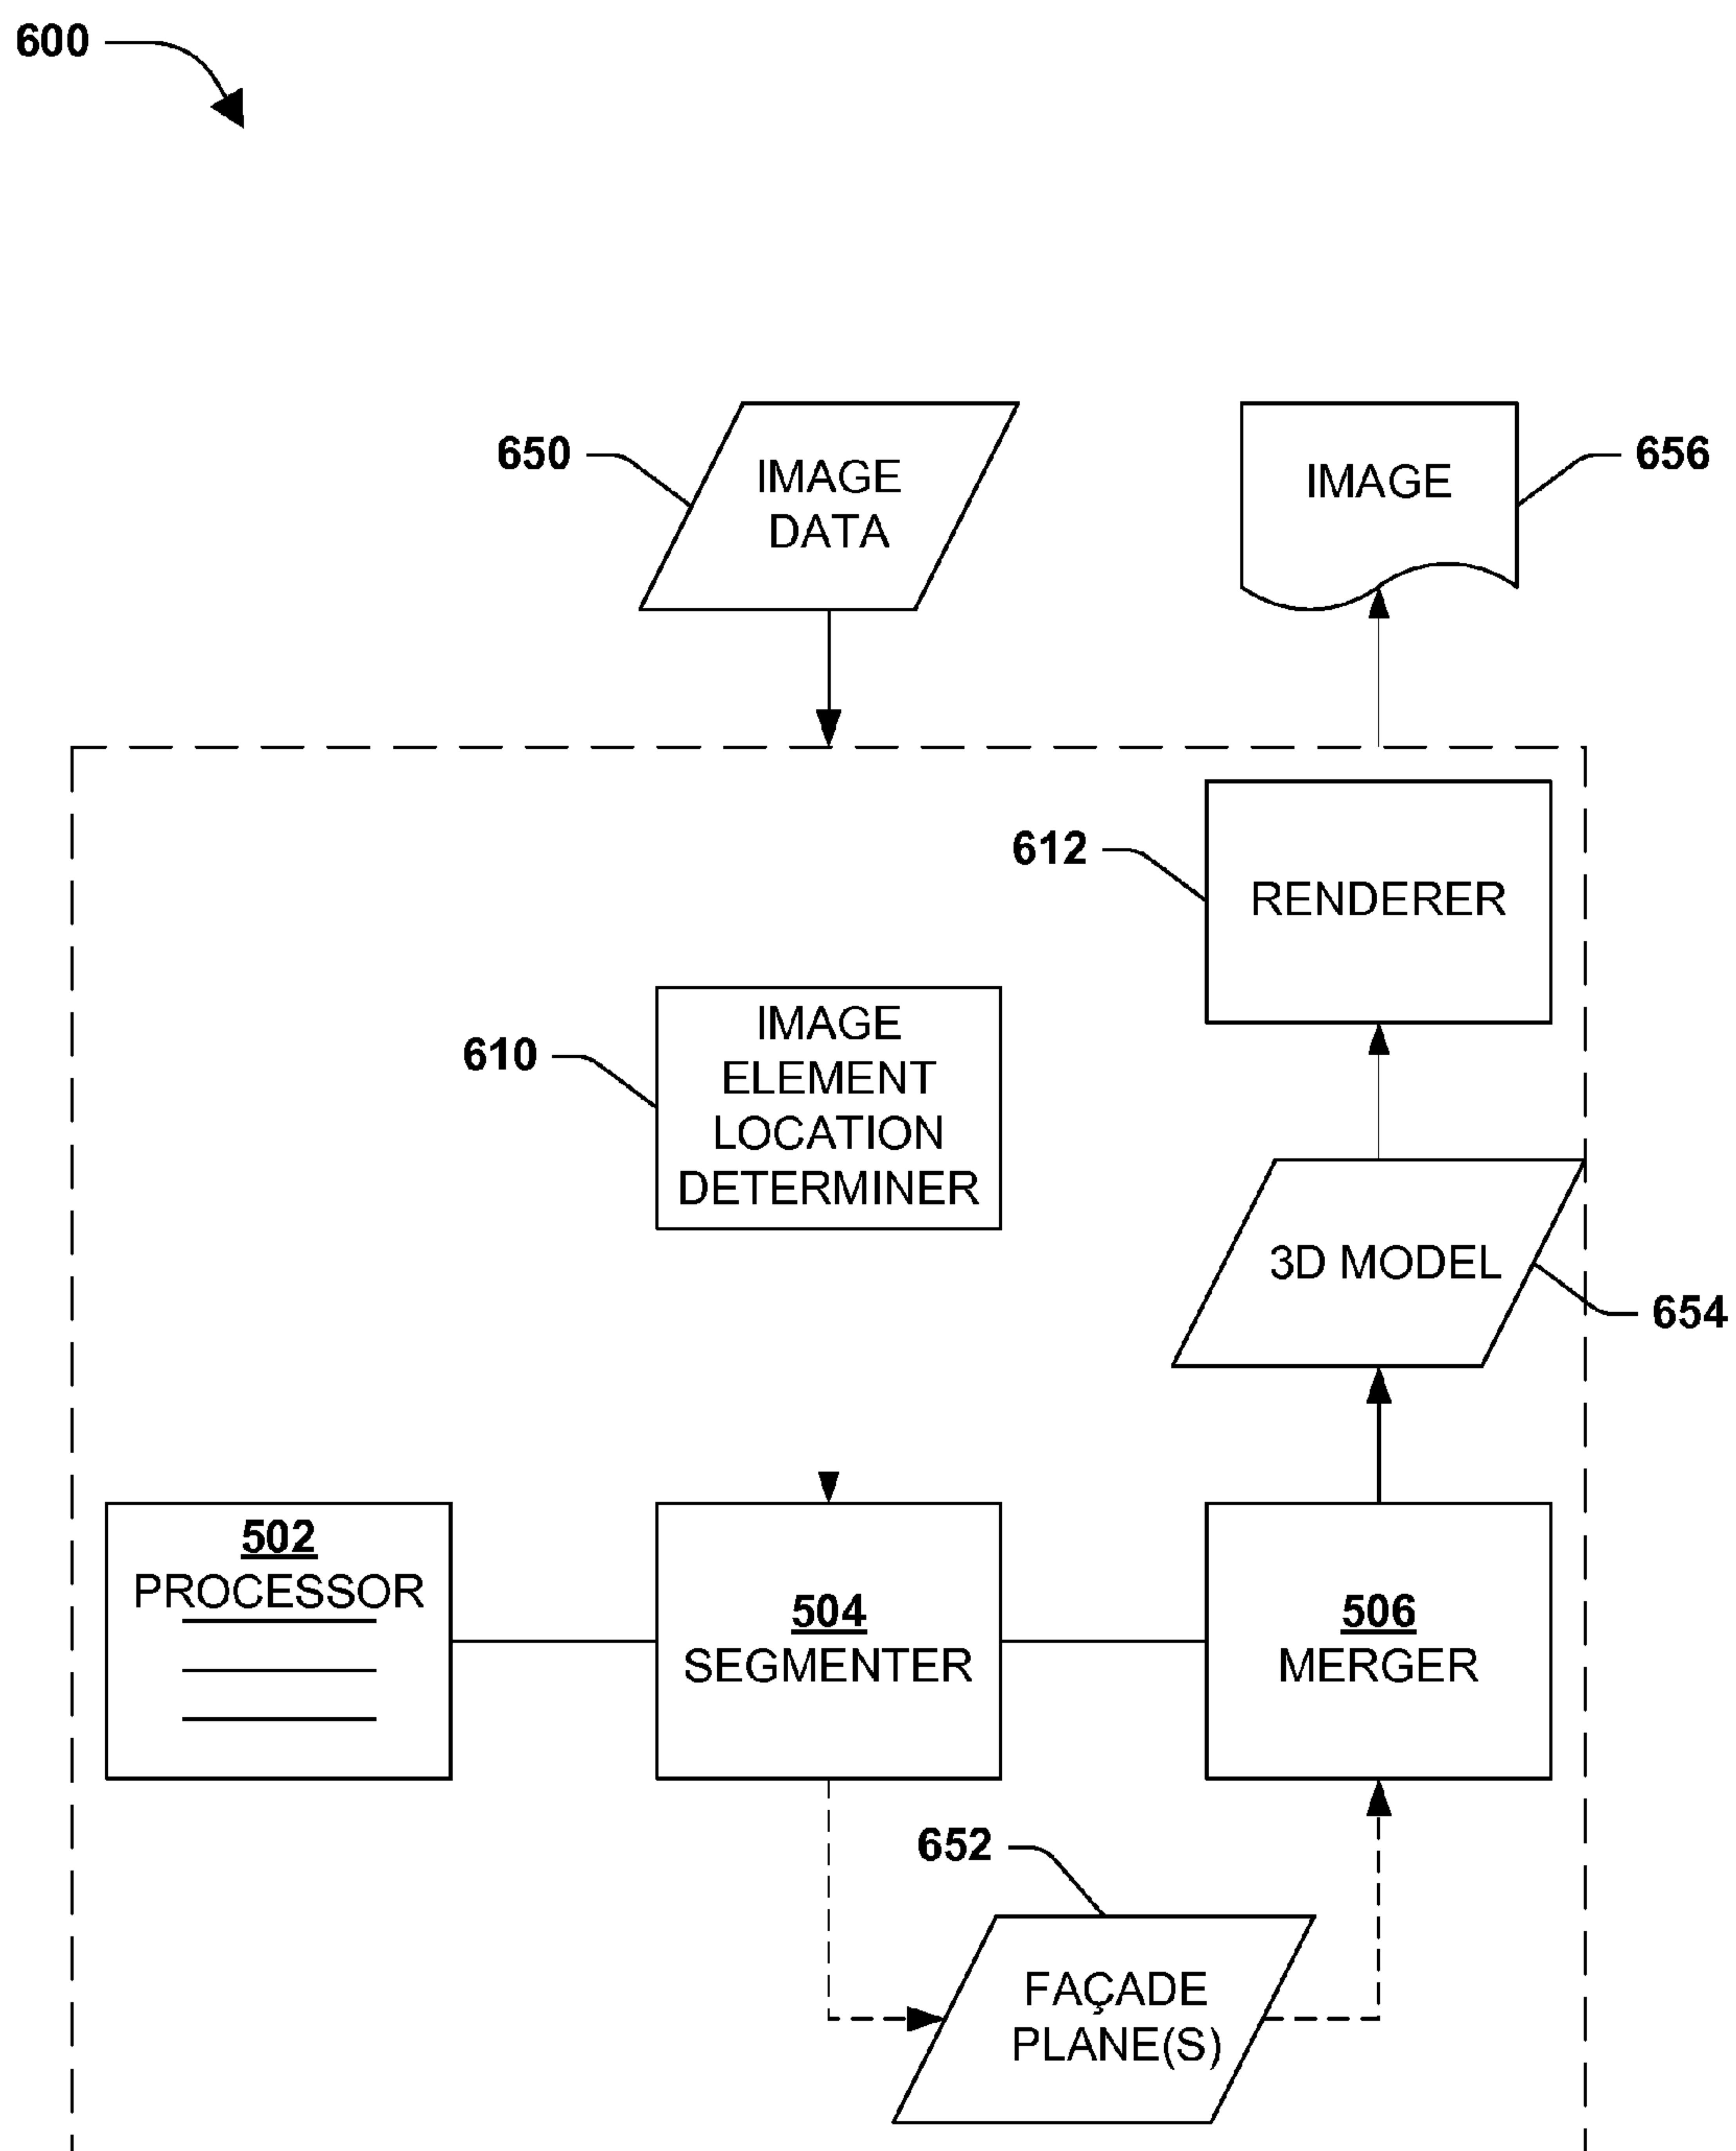 600
650
IMAGE
DATA
IMAGE
656
612
RENDERER
610
IMAGE
ELEMENT
LOCATION
DETERMINER
3D MODEL
654
502
PROCESSOR
504
SEGMENTER
506
MERGER
652
FAÇADE
PLANE(S)